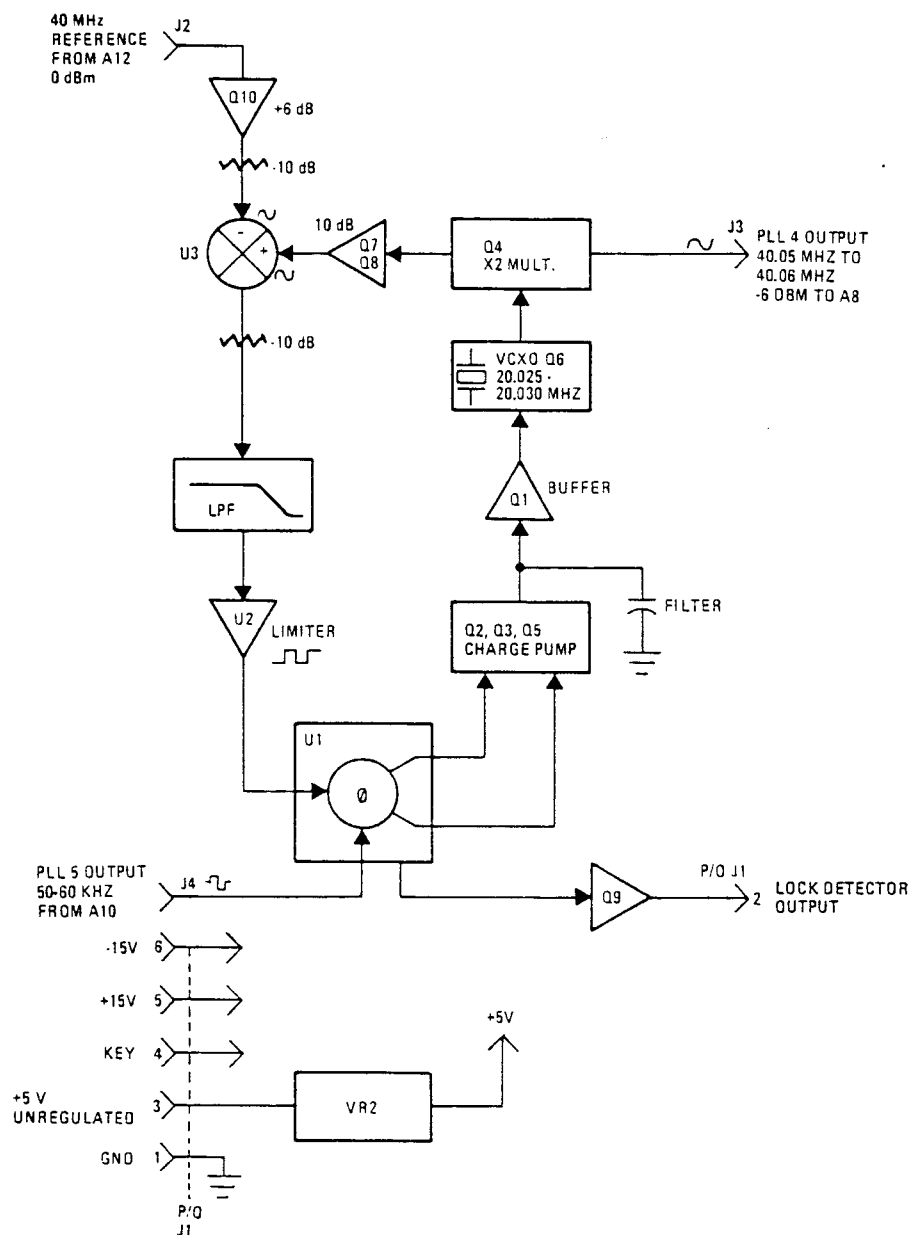 40 MHz
REFERENCE
FROM A12
0 dBm
J2
Q10
+6 dB
-10 dB
U3
-
+
10 dB
Q7
Q8
Q4
X2 MULT.
J3
PLL 4 OUTPUT
40.05 MHZ TO
40.06 MHZ
-6 DBM TO A8
-10 dB
VCXO Q6
20.025 -
20.030 MHZ
LPF
Q1
BUFFER
U2
LIMITER
Q2, Q3, Q5
CHARGE PUMP
FILTER
U1
Ø
PLL 5 OUTPUT
50-60 KHZ
FROM A10
J4
Q9
P/O J1
2
LOCK DETECTOR
OUTPUT
-15V 6
+15V 5
KEY 4
+5 V
UNREGULATED 3
VR2
+5V
GND 1
P/O
J1